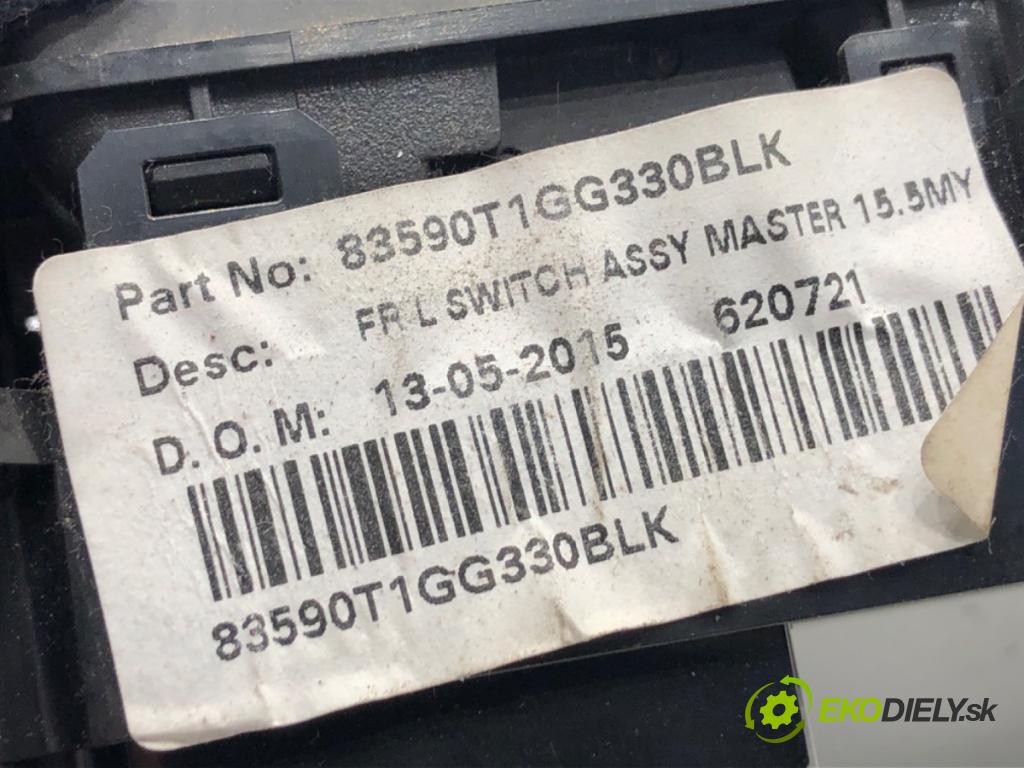 Part No: 83590T1GG330BLK
Desc: FR L SWITCH ASSY MASTER 15.5MY
D. O. M: 13-05-2015 620721
83590T1GG330BLK
EKODIELY.sk